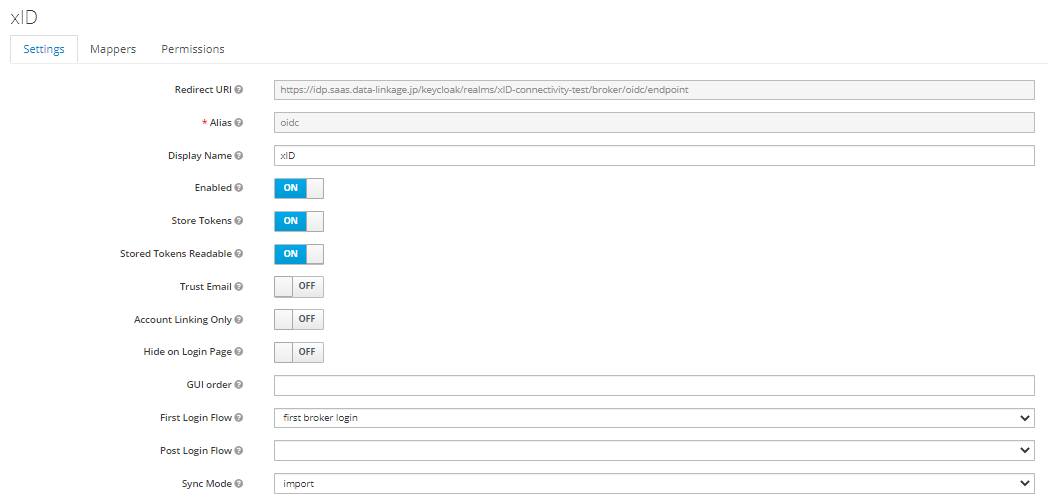 xID
Settings Mappers Permissions
Redirect URI https://idp.saas.data-linkage.jp/keycloak/realms/xID-connectivity-test/broker/oidc/endpoint
* Alias oidc
Display Name xID
Enabled ON
Store Tokens ON
Stored Tokens Readable ON
Trust Email OFF
Account Linking Only OFF
Hide on Login Page OFF
GUI order
First Login Flow first broker login
Post Login Flow
Sync Mode import